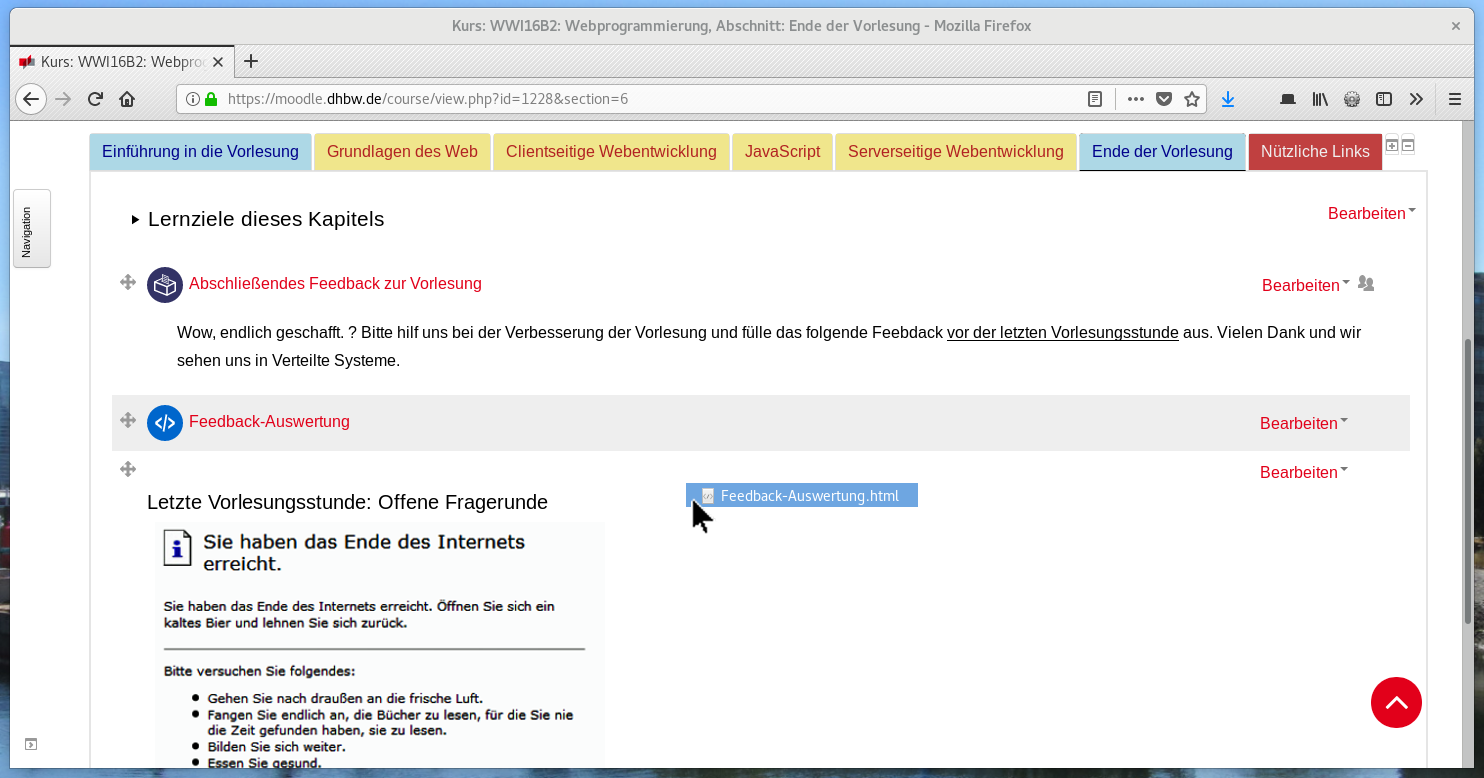 Kurs: WWI16B2: Webprogrammierung, Abschnitt: Ende der Vorlesung - Mozilla Firefox
Kurs: WWI16B2: Webproc
https://moodle.dhbw.de/course/view.php?id=1228&section=6
Einführung in die Vorlesung
Grundlagen des Web
Clientseitige Webentwicklung
JavaScript
Serverseitige Webentwicklung
Ende der Vorlesung
Nützliche Links
Navigation
Lernziele dieses Kapitels
Bearbeiten
Abschließendes Feedback zur Vorlesung
Bearbeiten
Wow, endlich geschafft. ? Bitte hilf uns bei der Verbesserung der Vorlesung und fülle das folgende Feebdack vor der letzten Vorlesungsstunde aus. Vielen Dank und wir
sehen uns in Verteilte Systeme.
Feedback-Auswertung
Bearbeiten
Bearbeiten
Letzte Vorlesungsstunde: Offene Fragerunde
Feedback-Auswertung.html
Sie haben das Ende des Internets
erreicht.
Sie haben das Ende des Internets erreicht. Öffnen Sie sich ein
kaltes Bier und lehnen Sie sich zurück.
Bitte versuchen Sie folgendes:
Gehen Sie nach draußen an die frische Luft.
Fangen Sie endlich an, die Bücher zu lesen, für die Sie nie
die Zeit gefunden haben, sie zu lesen.
Bilden Sie sich weiter.
Essen Sie gesund.